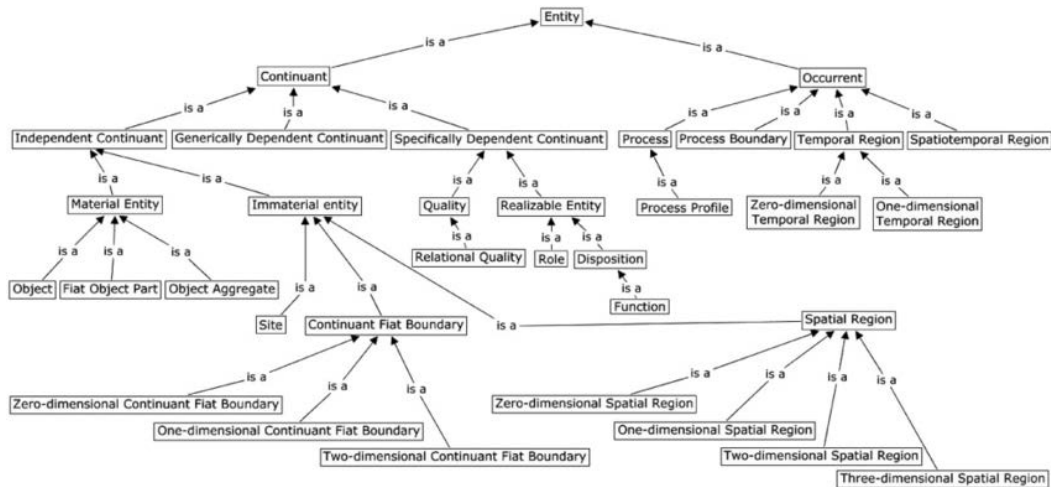 Entity
is a
is a
Continuant
Occurrent
is a
is a
is a
is a
is a
is a
is a
Independent Continuant
Generically Dependent Continuant
Specifically Dependent Continuant
Process
Process Boundary
Temporal Region
Spatiotemporal Region
is a
is a
is a
is a
is a
is a
is a
Material Entity
Immaterial entity
Quality
Realizable Entity
Process Profile
Zero-dimensional
Temporal Region
One-dimensional
Temporal Region
is a
is a
is a
is a
is a
is a
Relational Quality
Role
Disposition
Object
Fiat Object Part
Object Aggregate
is a
is a
is a
Function
Site
Continuant Fiat Boundary
is a
Spatial Region
is a
is a
is a
is a
is a
is a
is a
Zero-dimensional Continuant Fiat Boundary
Zero-dimensional Spatial Region
One-dimensional Continuant Fiat Boundary
One-dimensional Spatial Region
Two-dimensional Continuant Fiat Boundary
Two-dimensional Spatial Region
Three-dimensional Spatial Region